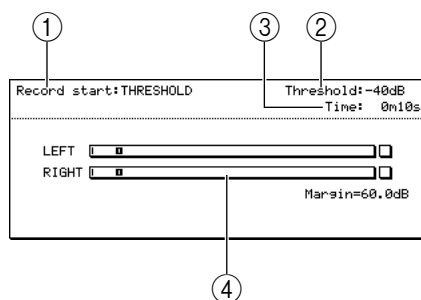 ① ③ ②
Record start:THRESHOLD Threshold:-40dB
Time: 0m10s
LEFT
RIGHT
Margin=60.0dB
④